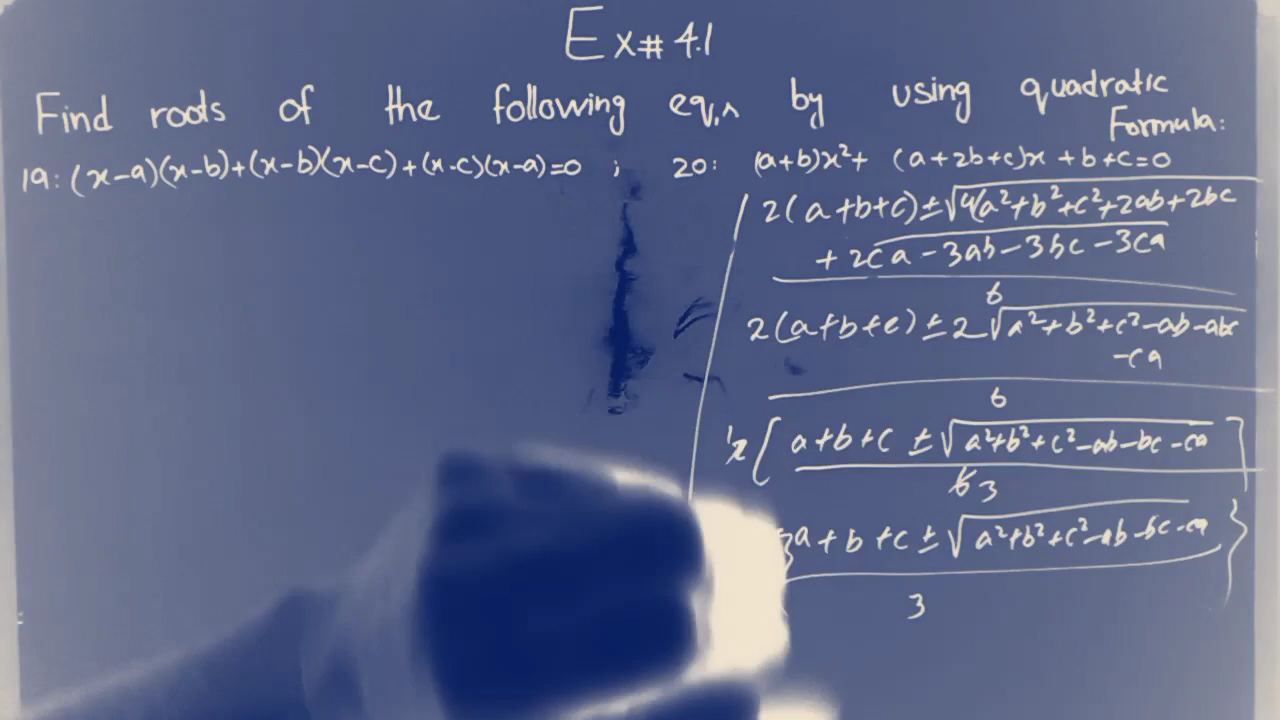 Ex# 4.1
Find roots of the following eq,n by using quadratic Formula:
19: (x-a)(x-b)+(x-b)(x-c)+(x-c)(x-a)=0 ; 20: (a+b)x²+ (a+2b+c)x +b+c=0
2(a+b+c)±√4(a²+b²+c²+2ab+2bc
+2ca-3ab-3bc-3ca
6
2(a+b+c)±2√a²+b²+c²-ab-abc
-ca
6
[a+b+c ±√a²+b²+c²-ab-bc-ca]
6 3
{a+b+c±√a²+b²+c²-ab-bc-ca}
3